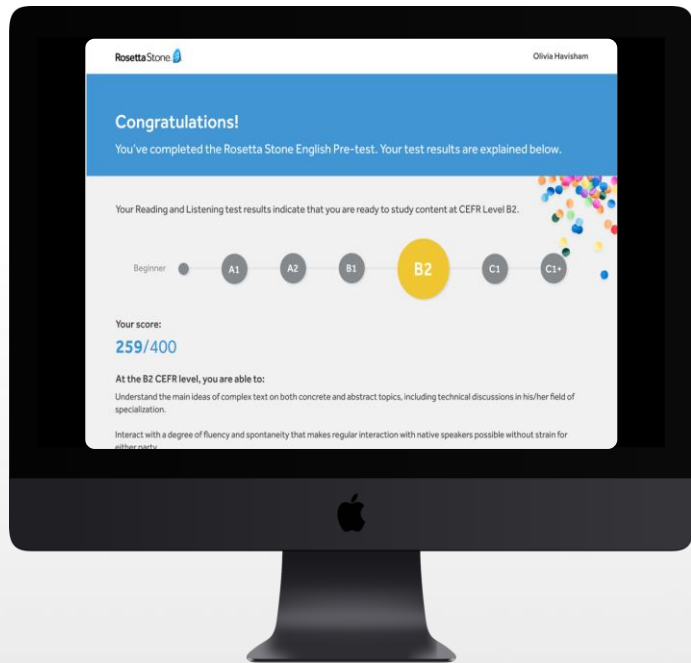 RosettaStone
Olivia Havisham
Congratulations!
You've completed the Rosetta Stone English Pre-test. Your test results are explained below.
Your Reading and Listening test results indicate that you are ready to study content at CEFR Level B2.
Beginner A1 A2 B1 B2 C1 C1+
Your score:
259/400
At the B2 CEFR level, you are able to:
Understand the main ideas of complex text on both concrete and abstract topics, including technical discussions in his/her field of
specialization.
Interact with a degree of fluency and spontaneity that makes regular interaction with native speakers possible without strain for
either party